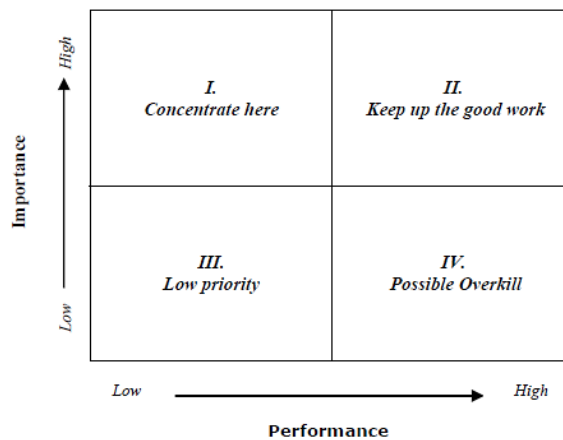 High
I.
Concentrate here
II.
Keep up the good work
Importance
III.
Low priority
IV.
Possible Overkill
Low
Low
High
Performance